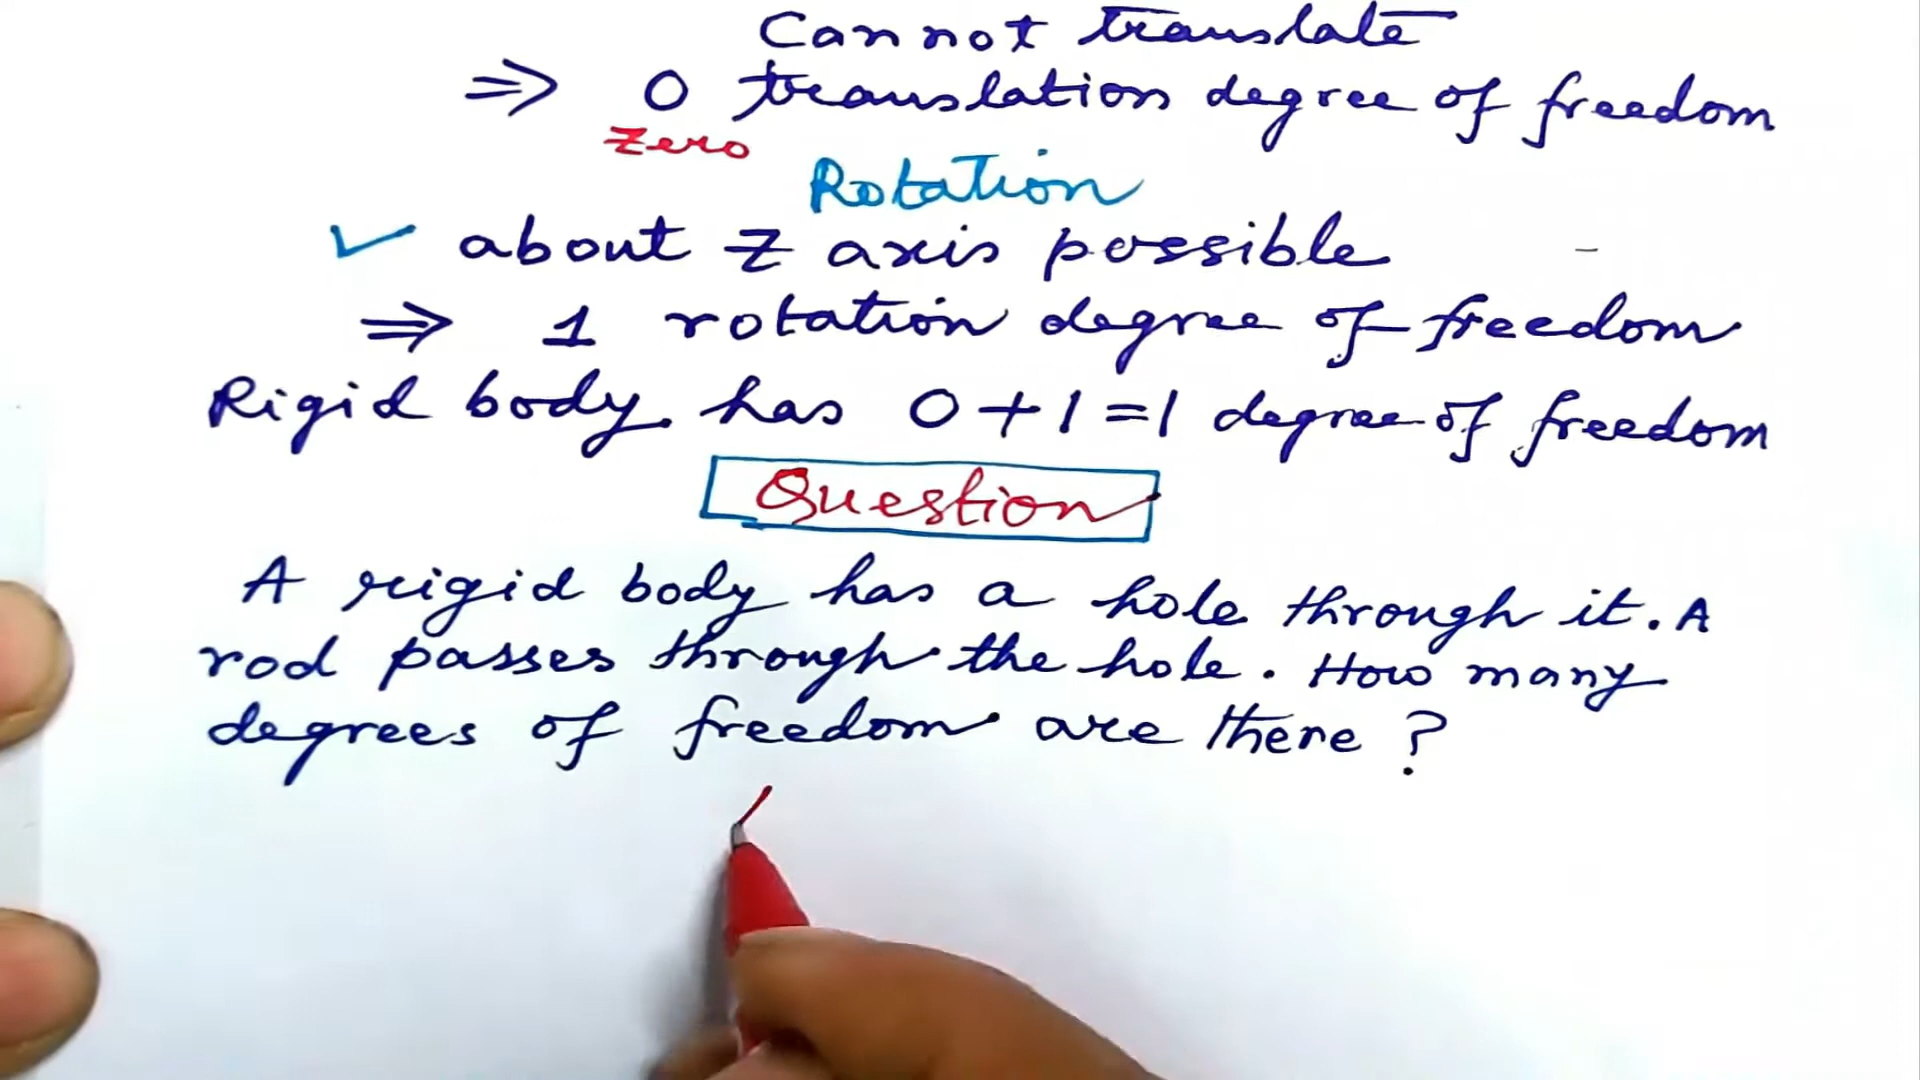 Cannot translate
⇒ 0 translation degree of freedom
Zero
Rotation
✓ about Z axis possible
⇒ 1 rotation degree of freedom
Rigid body has 0+1=1 degree of freedom
Question
A rigid body has a hole through it. A
rod passes through the hole. How many
degrees of freedom are there ?